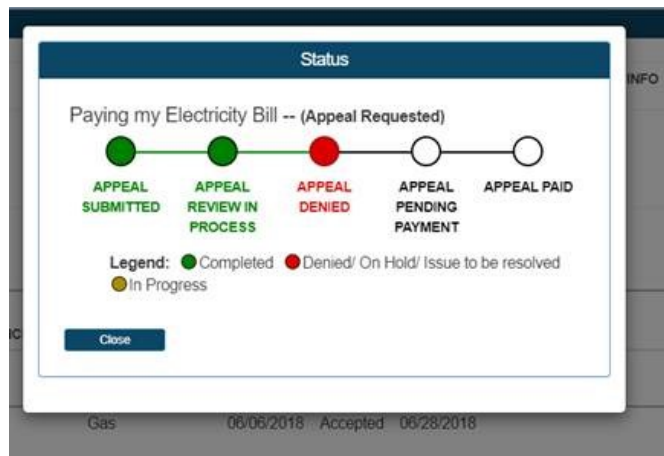 Status
INFO
Paying my Electricity Bill -- (Appeal Requested)
APPEAL SUBMITTED
APPEAL REVIEW IN PROCESS
APPEAL DENIED
APPEAL PENDING PAYMENT
APPEAL PAID
Legend: Completed Denied/ On Hold/ Issue to be resolved
In Progress
Close
Gas 06/06/2018 Accepted 06/28/2018